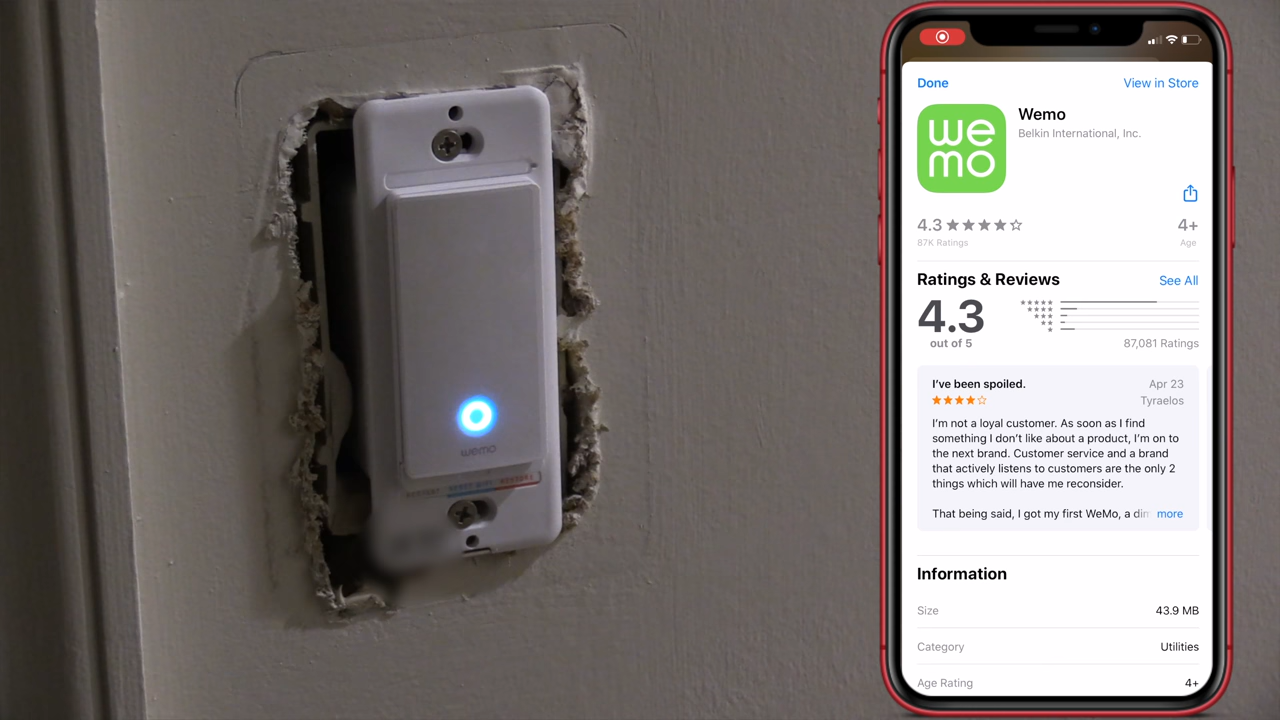 wemo
Done
View in Store
we
mo
Wemo
Belkin International, Inc.
4.3 ★★★★☆
4+
87K Ratings
Age
Ratings & Reviews
See All
4.3
out of 5
★★★★★
★★★★
★★★
★★
★
87,081 Ratings
I've been spoiled.
Apr 23
★★★★☆
Tyraelos
I'm not a loyal customer. As soon as I find
something I don't like about a product, I'm on to
the next brand. Customer service and a brand
that actively listens to customers are the only 2
things which will have me reconsider.
That being said, I got my first WeMo, a more
Information
Size
43.9 MB
Category
Utilities
Age Rating
4+